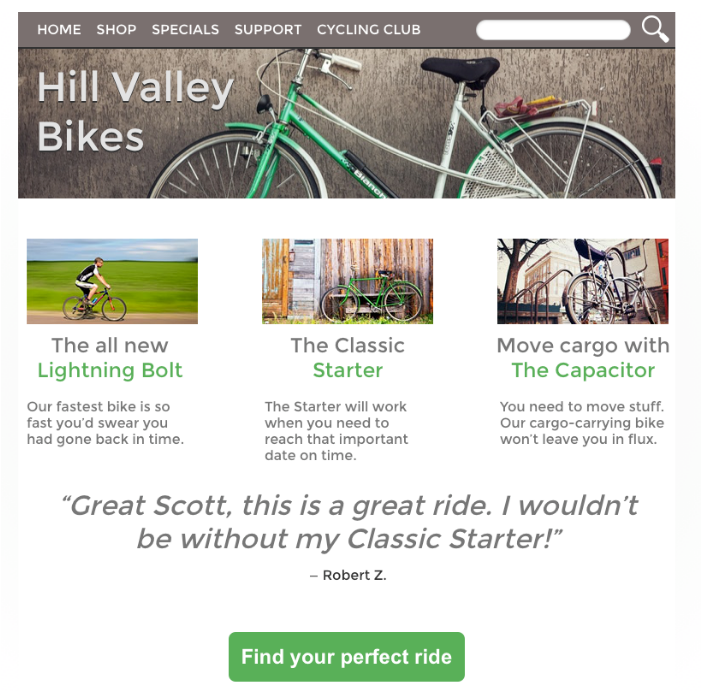 HOME SHOP SPECIALS SUPPORT CYCLING CLUB
Hill Valley
Bikes
Bianchi
The all new
Lightning Bolt
Our fastest bike is so
fast you’d swear you
had gone back in time.
The Classic
Starter
The Starter will work
when you need to
reach that important
date on time.
Move cargo with
The Capacitor
You need to move stuff.
Our cargo-carrying bike
won’t leave you in flux.
“Great Scott, this is a great ride. I wouldn’t
be without my Classic Starter!”
– Robert Z.
Find your perfect ride